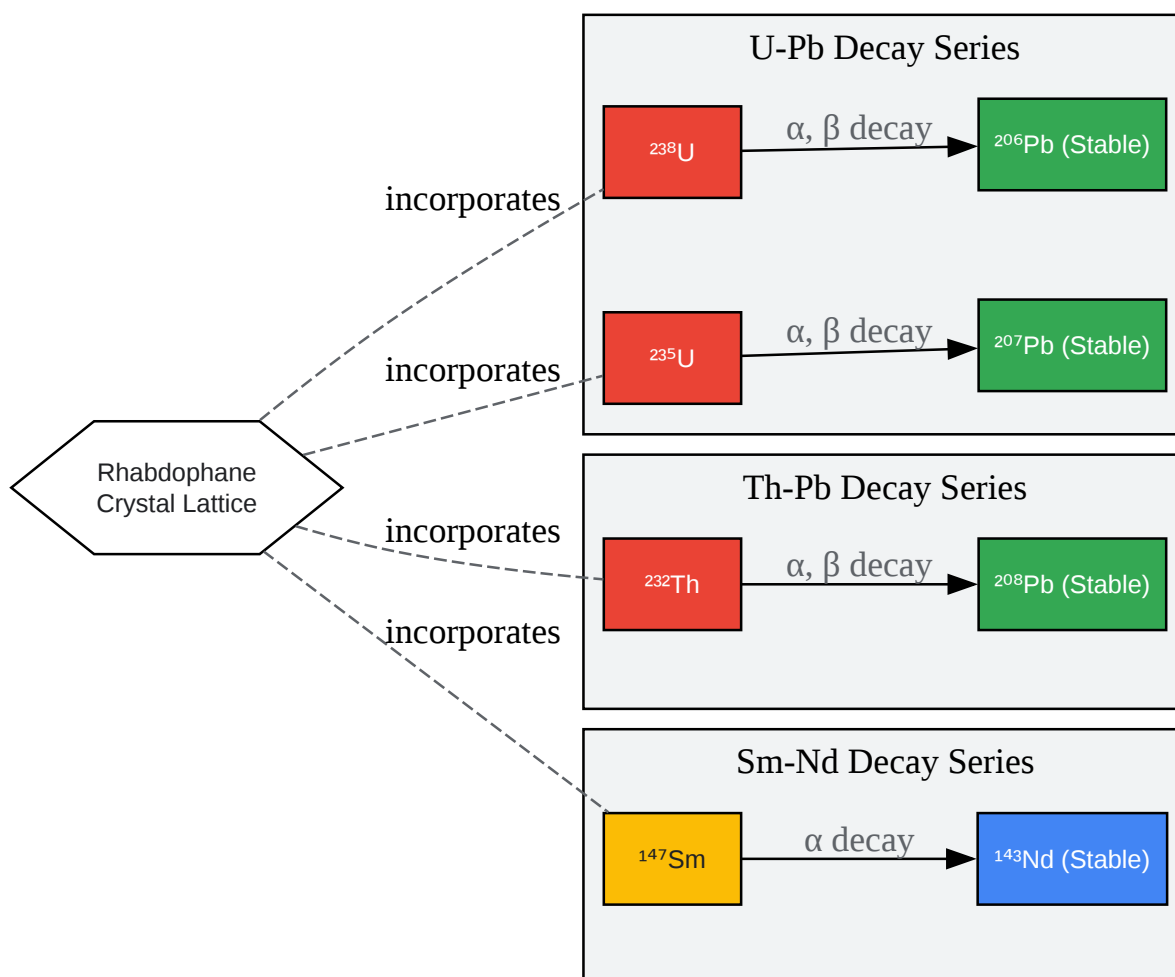 U-Pb Decay Series
²³⁸U
α, β decay
²⁰⁶Pb (Stable)
incorporates
²³⁵U
α, β decay
²⁰⁷Pb (Stable)
incorporates
Rhabdophane
Crystal Lattice
Th-Pb Decay Series
incorporates
²³²Th
α, β decay
²⁰⁸Pb (Stable)
incorporates
Sm-Nd Decay Series
¹⁴⁷Sm
α decay
¹⁴³Nd (Stable)